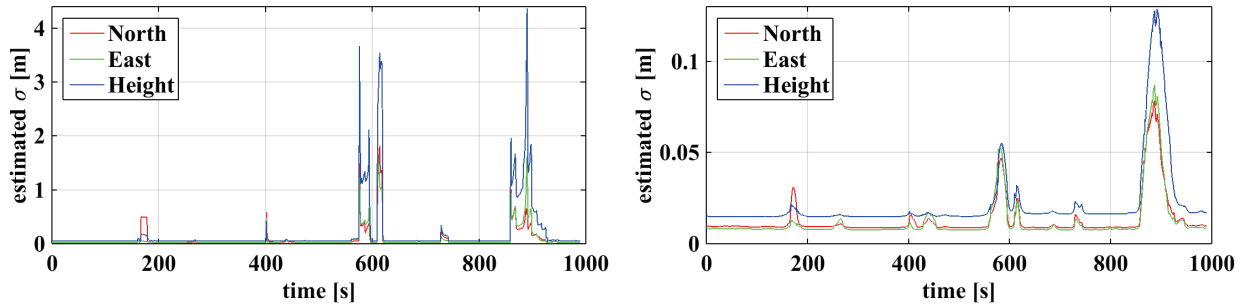 estimated σ [m]
4
3
2
1
0
North
East
Height
0 200 400 600 800 1000
time [s]
estimated σ [m]
0.1
0.05
0
North
East
Height
0 200 400 600 800 1000
time [s]